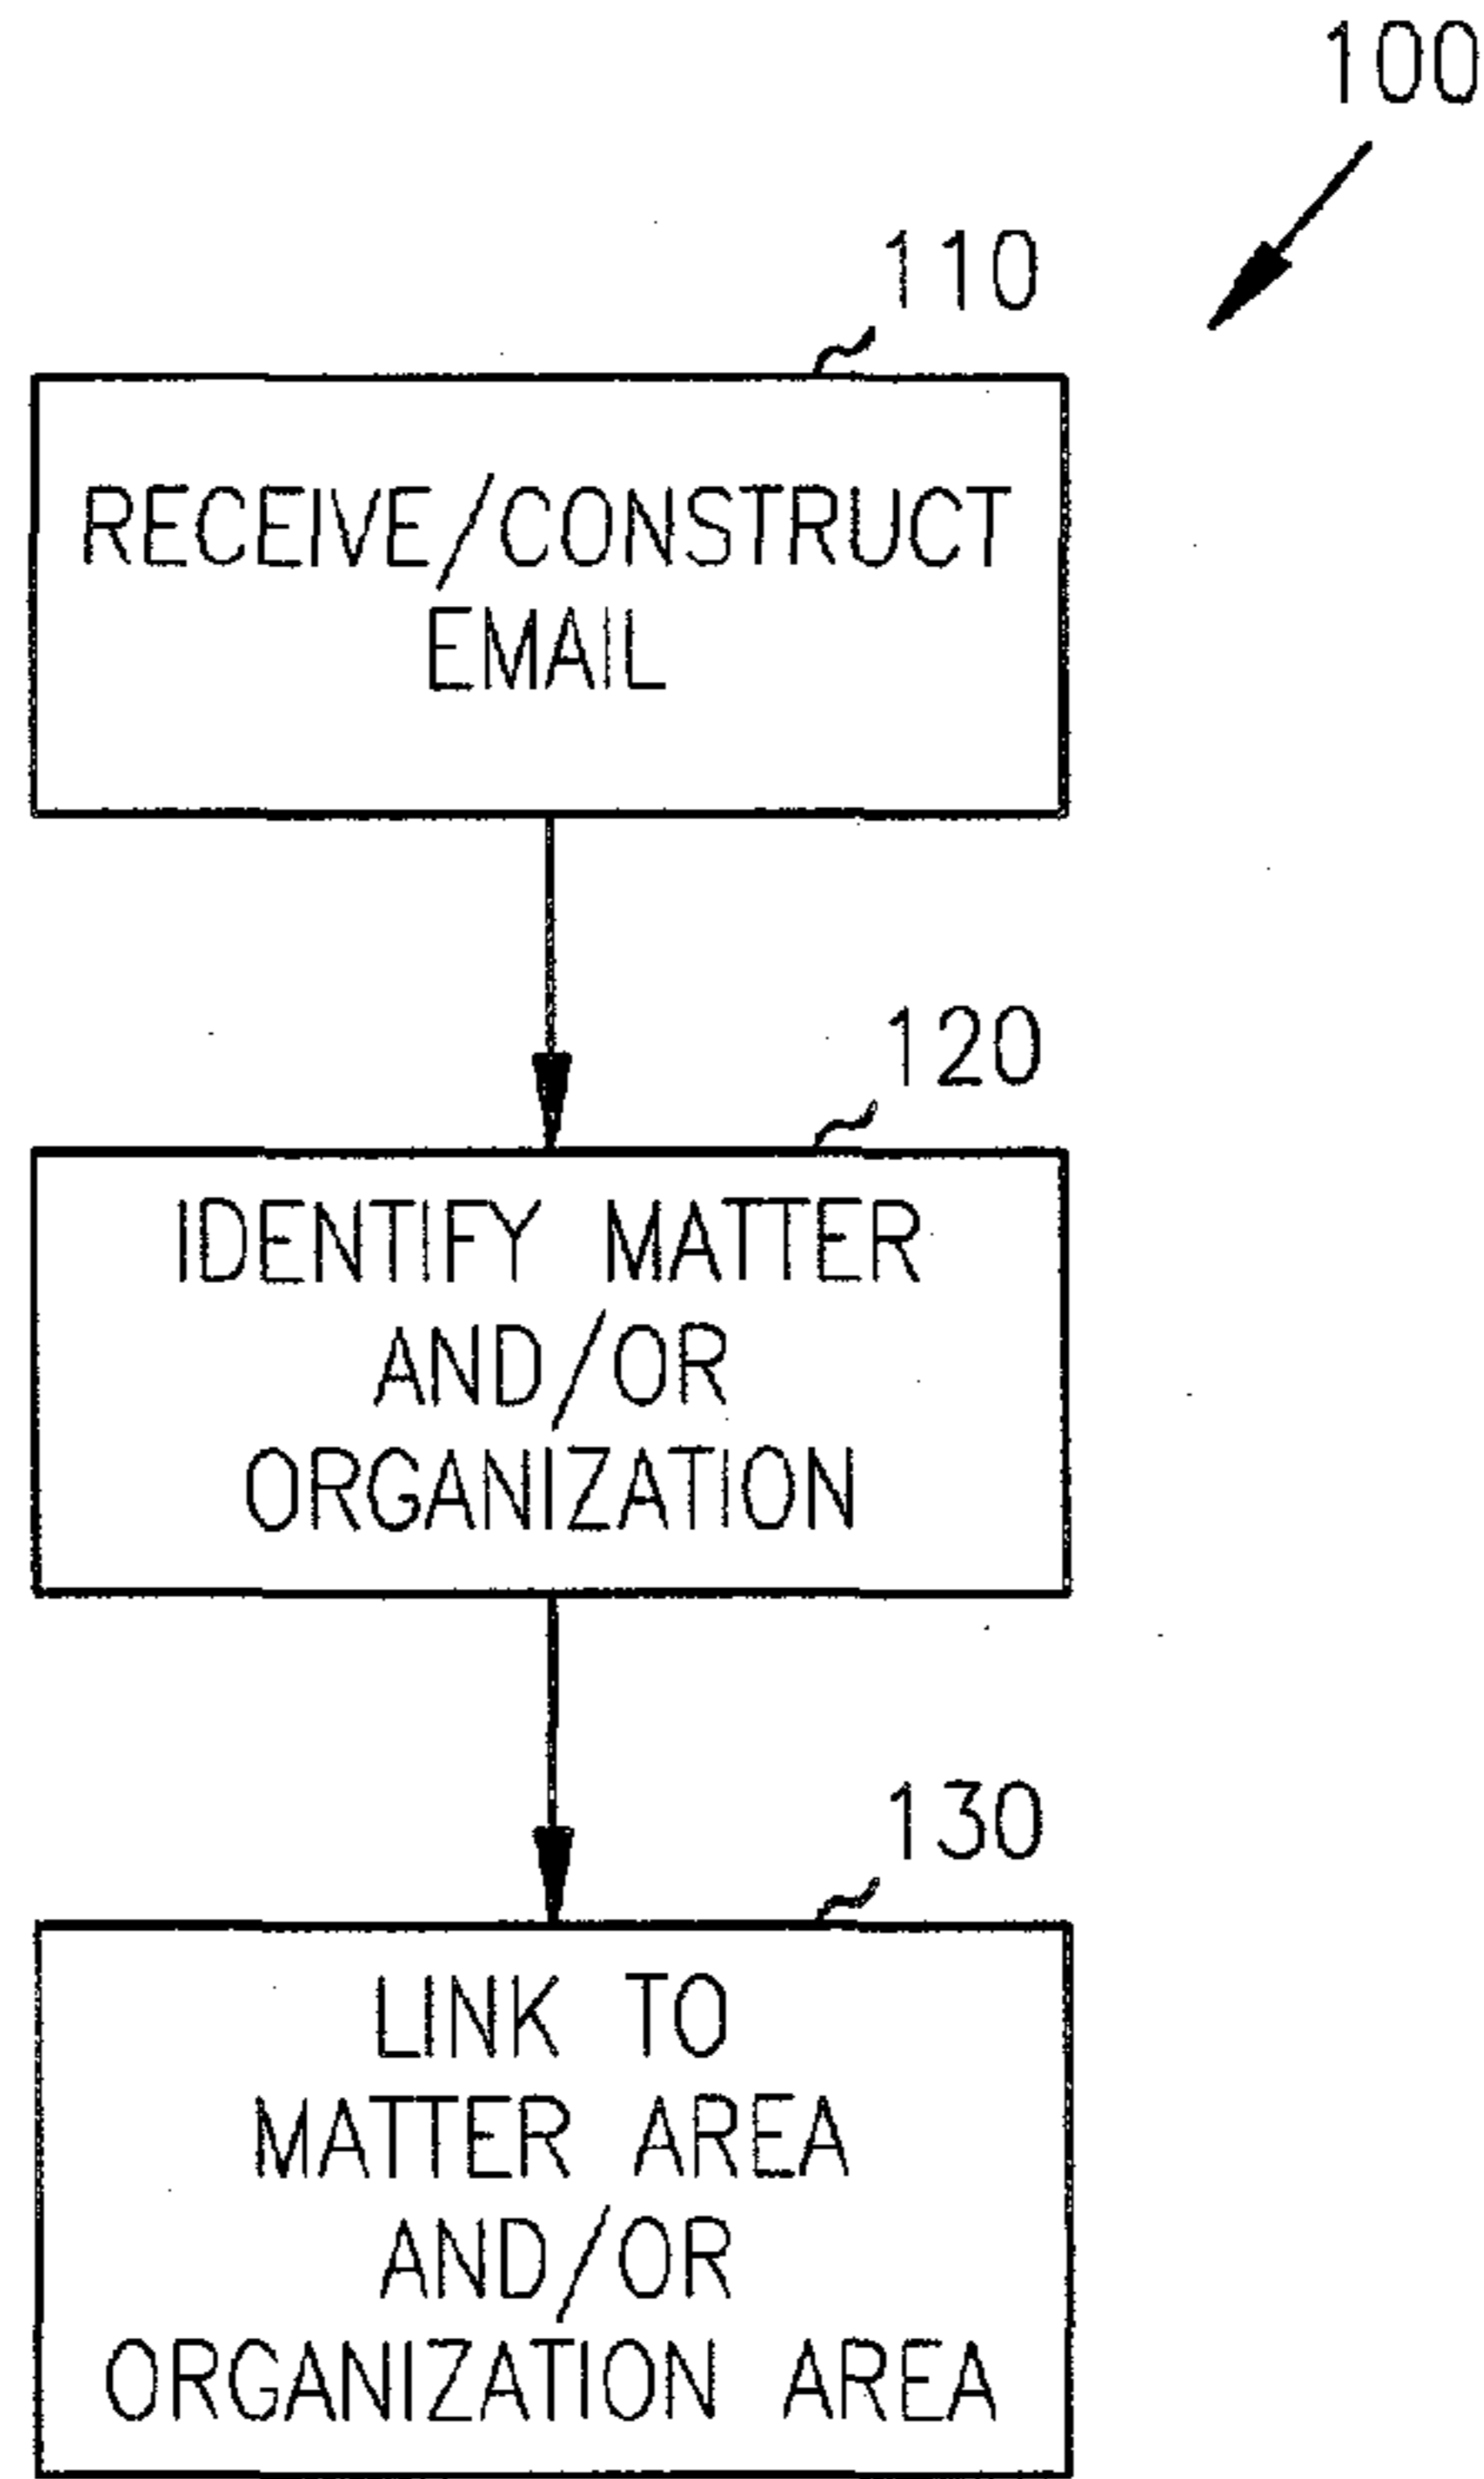 100
110
RECEIVE/CONSTRUCT
EMAIL
120
IDENTIFY MATTER
AND/OR
ORGANIZATION
130
LINK TO
MATTER AREA
AND/OR
ORGANIZATION AREA